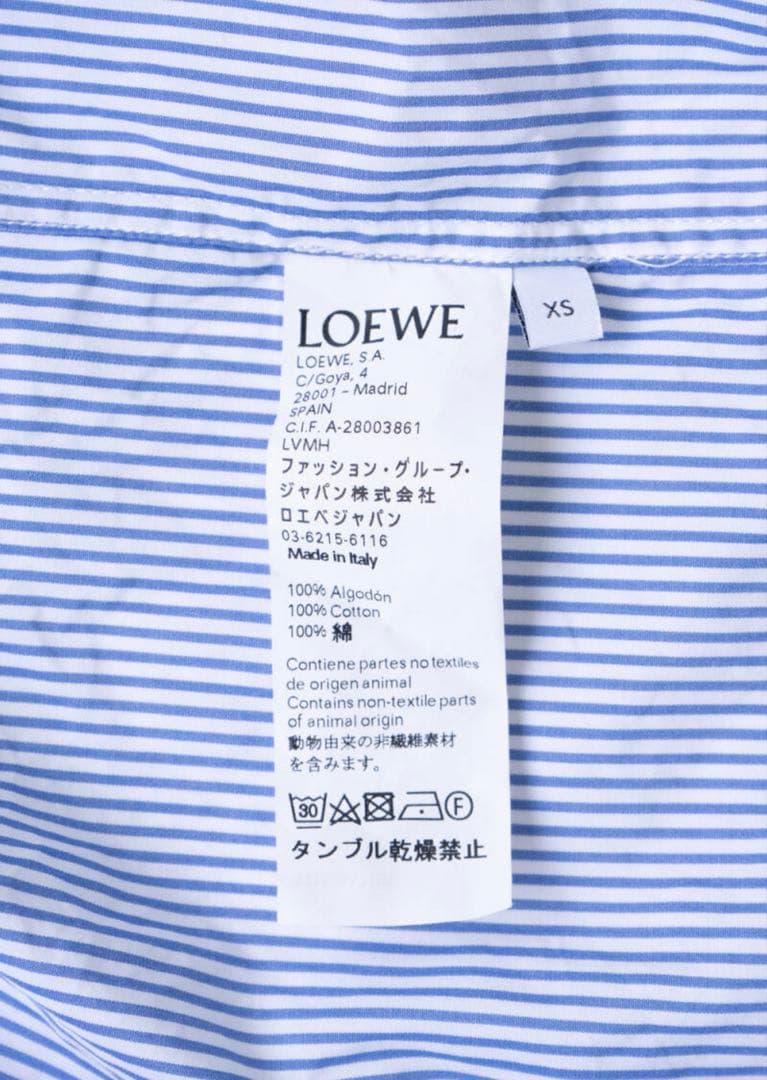 LOEWE
XS
LOEWE, S.A.
C/Goya, 4
28001 - Madrid
SPAIN
C.I.F. A-28003861
LVMH
ファッション・グループ・
ジャパン株式会社
ロエベジャパン
03-6215-6116
Made in Italy
100% Algodón
100% Cotton
100% 綿
Contiene partes no textiles
de origen animal
Contains non-textile parts
of animal origin
動物由来の非繊維素材
を含みます。
30 F
タンブル乾燥禁止